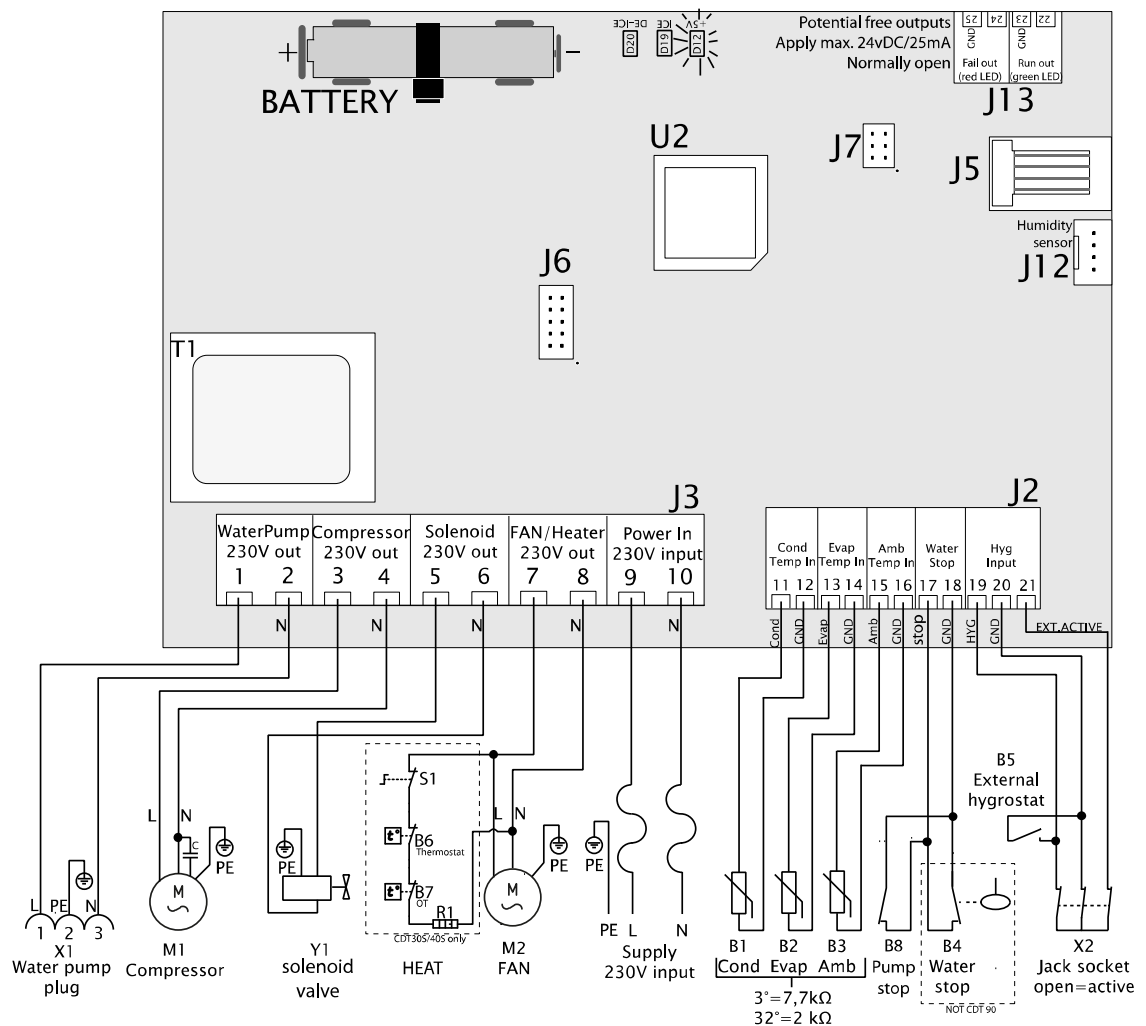 DE-ICE
ICE
+5V
D20
D19
D12
Potential free outputs
Apply max. 24vDC/25mA
Normally open
25 24 23 22
GND GND
Fail out
(red LED)
Run out
(green LED)
J13
+ -
BATTERY
U2
J7
J5
Humidity
sensor
J12
J6
T1
J3
J2
WaterPump
230V out
Compressor
230V out
Solenoid
230V out
FAN/Heater
230V out
Power In
230V input
1 2 3 4 5 6 7 8 9 10
Cond
Temp In
Evap
Temp In
Amb
Temp In
Water
Stop
Hyg
Input
11 12 13 14 15 16 17 18 19 20 21
N N N N N
Cond GND Evap GND Amb GND stop GND HYG GND EXT.ACTIVE
L PE N
1 2 3
X1
Water pump
plug
L N
C
PE
M
~
M1
Compressor
PE
Y1
solenoid
valve
S1
t°
B6
Thermostat
t°
B7
OT
R1
CDT30S/40S only
HEAT
L N
PE
M
~
M2
FAN
PE
PE L N
Supply
230V input
B1
Cond
B2
Evap
B3
Amb
3°=7,7kΩ
32°=2 kΩ
B8
Pump
stop
B4
Water
stop
NOT CDT 90
B5
External
hygrostat
X2
Jack socket
open=active